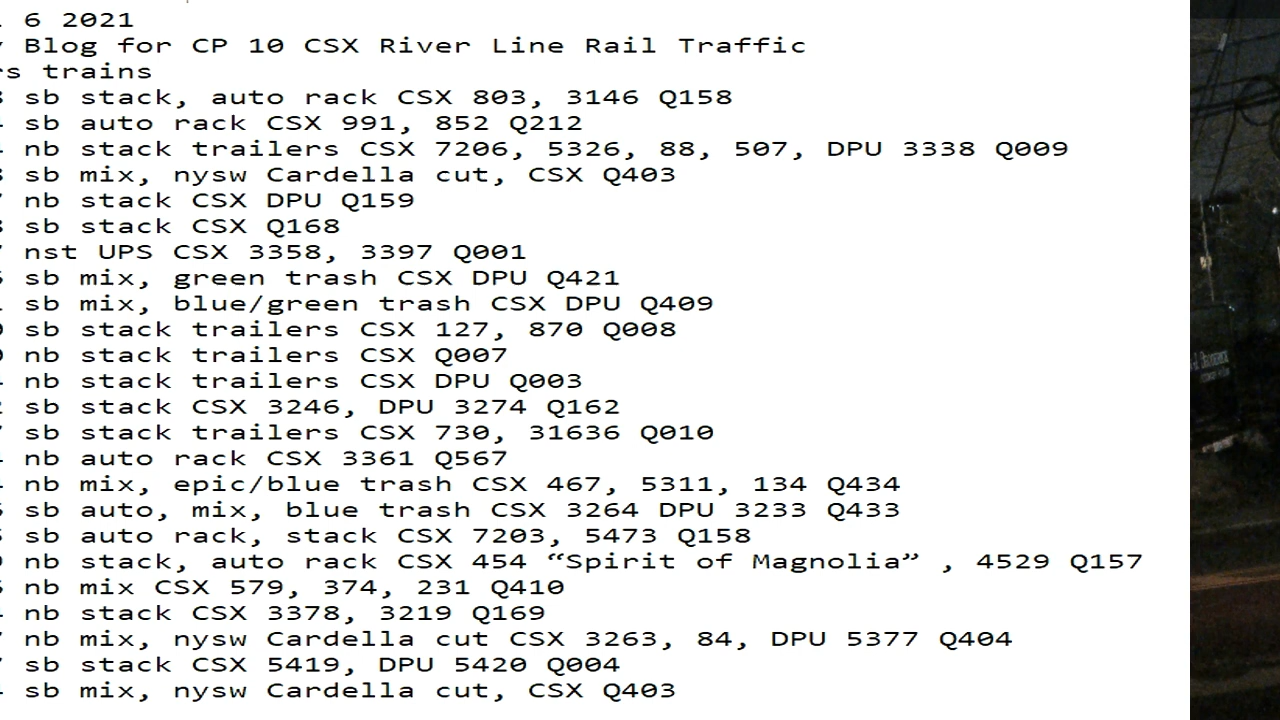 6 2021
Blog for CP 10 CSX River Line Rail Traffic
rs trains
sb stack, auto rack CSX 803, 3146 Q158
sb auto rack CSX 991, 852 Q212
nb stack trailers CSX 7206, 5326, 88, 507, DPU 3338 Q009
sb mix, nysw Cardella cut, CSX Q403
nb stack CSX DPU Q159
sb stack CSX Q168
nst UPS CSX 3358, 3397 Q001
sb mix, green trash CSX DPU Q421
sb mix, blue/green trash CSX DPU Q409
sb stack trailers CSX 127, 870 Q008
nb stack trailers CSX Q007
nb stack trailers CSX DPU Q003
sb stack CSX 3246, DPU 3274 Q162
sb stack trailers CSX 730, 31636 Q010
nb auto rack CSX 3361 Q567
nb mix, epic/blue trash CSX 467, 5311, 134 Q434
sb auto, mix, blue trash CSX 3264 DPU 3233 Q433
sb auto rack, stack CSX 7203, 5473 Q158
nb stack, auto rack CSX 454 “Spirit of Magnolia” , 4529 Q157
nb mix CSX 579, 374, 231 Q410
nb stack CSX 3378, 3219 Q169
nb mix, nysw Cardella cut CSX 3263, 84, DPU 5377 Q404
sb stack CSX 5419, DPU 5420 Q004
sb mix, nysw Cardella cut, CSX Q403